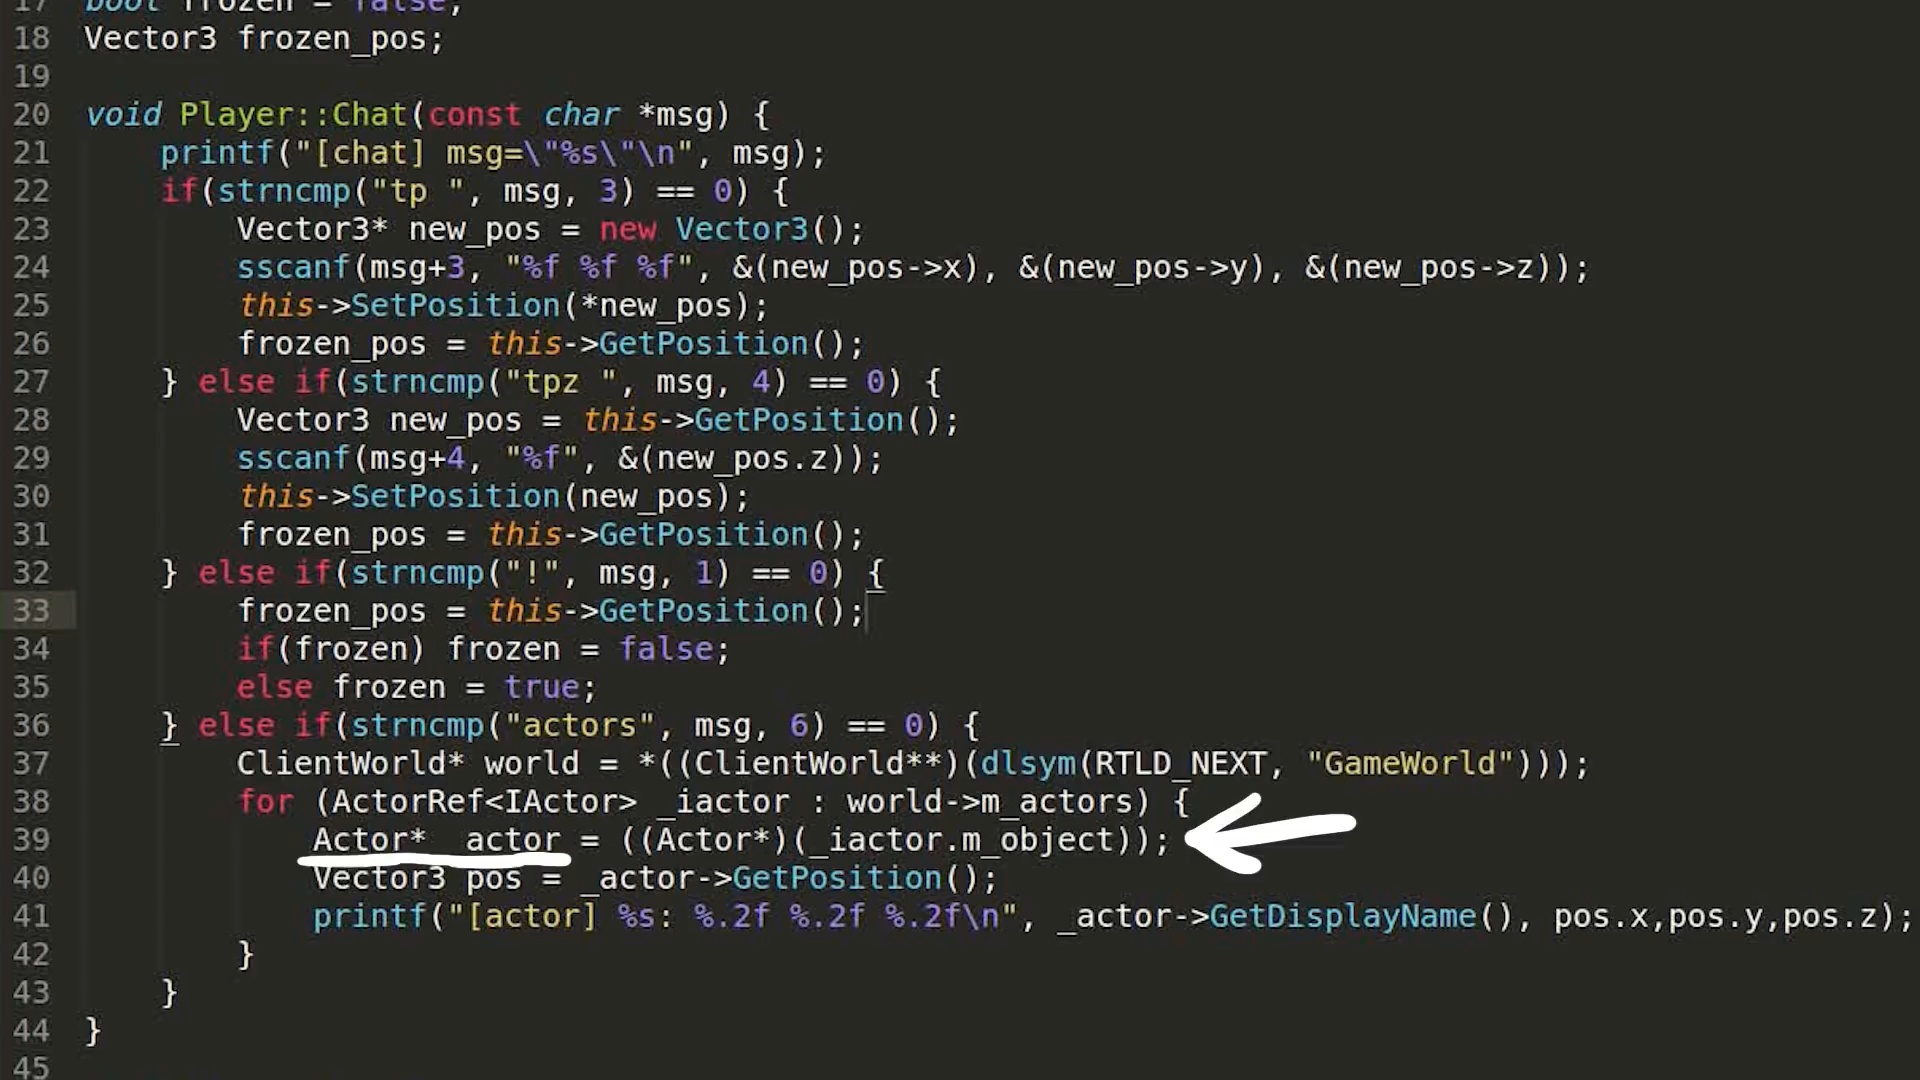 17 bool frozen = false;
18 Vector3 frozen_pos;
19
20 void Player::Chat(const char *msg) {
21 printf("[chat] msg=\"%s\"\n", msg);
22 if(strncmp("tp ", msg, 3) == 0) {
23 Vector3* new_pos = new Vector3();
24 sscanf(msg+3, "%f %f %f", &(new_pos->x), &(new_pos->y), &(new_pos->z));
25 this->SetPosition(*new_pos);
26 frozen_pos = this->GetPosition();
27 } else if(strncmp("tpz ", msg, 4) == 0) {
28 Vector3 new_pos = this->GetPosition();
29 sscanf(msg+4, "%f", &(new_pos.z));
30 this->SetPosition(new_pos);
31 frozen_pos = this->GetPosition();
32 } else if(strncmp("!", msg, 1) == 0) {
33 frozen_pos = this->GetPosition();
34 if(frozen) frozen = false;
35 else frozen = true;
36 } else if(strncmp("actors", msg, 6) == 0) {
37 ClientWorld* world = *((ClientWorld**)(dlsym(RTLD_NEXT, "GameWorld")));
38 for (ActorRef<IActor> _iactor : world->m_actors) {
39 Actor* _actor = ((Actor*)(_iactor.m_object));
40 Vector3 pos = _actor->GetPosition();
41 printf("[actor] %s: %.2f %.2f %.2f\n", _actor->GetDisplayName(), pos.x,pos.y,pos.z);
42 }
43 }
44 }
45